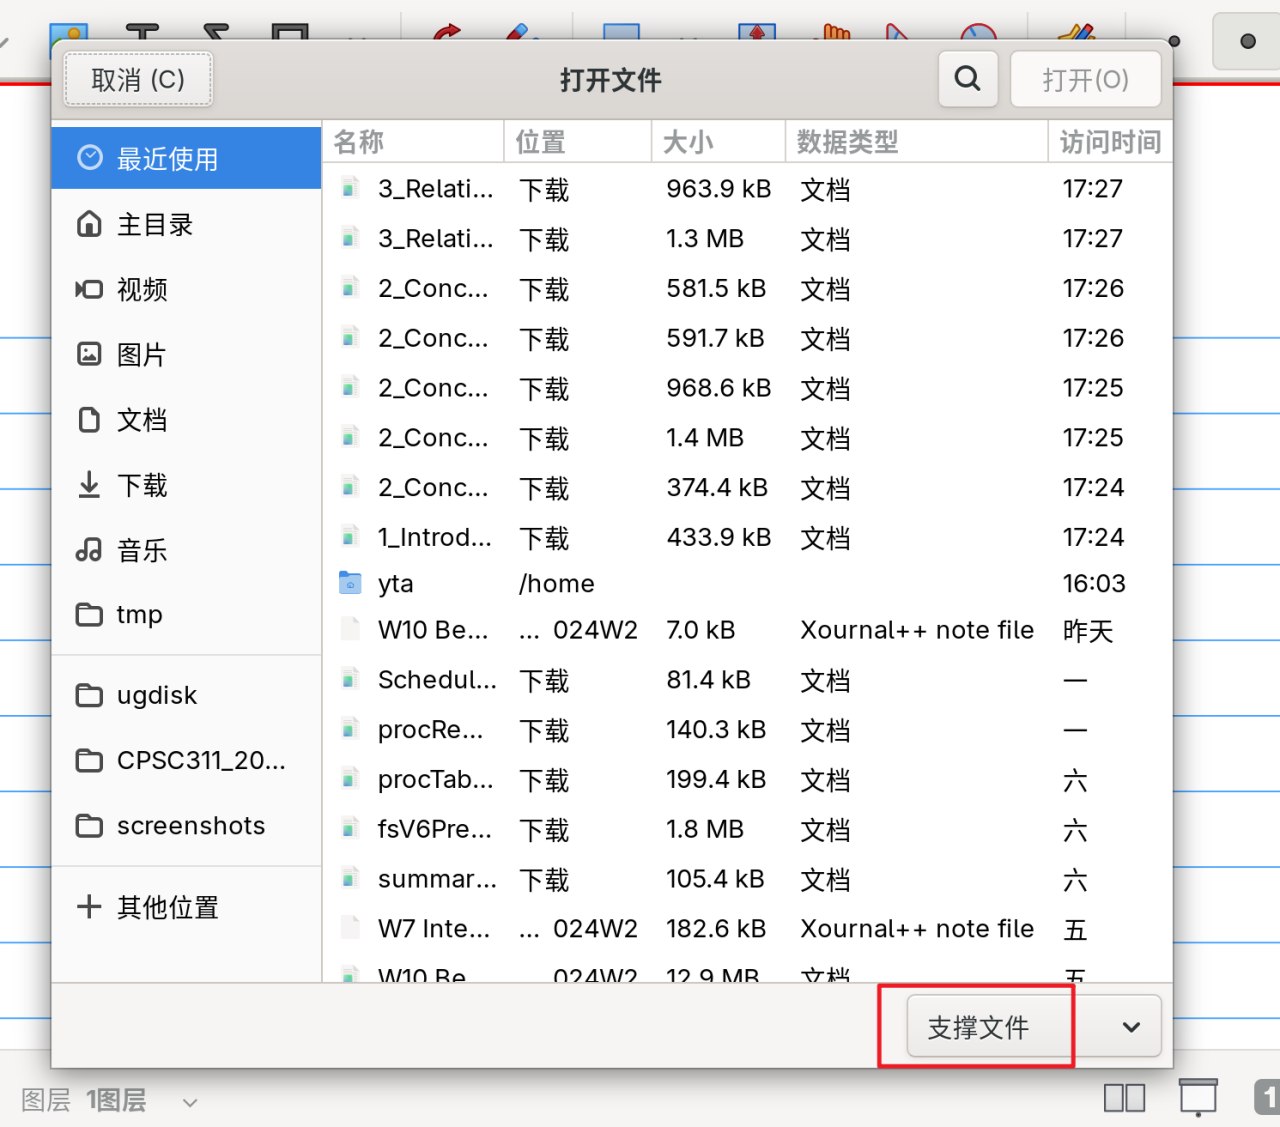 取消 (C)
打开文件
打开(O)
最近使用
主目录
视频
图片
文档
下载
音乐
tmp
ugdisk
CPSC311_20...
screenshots
其他位置
名称 位置 大小 数据类型 访问时间
3_Relati... 下载 963.9 kB 文档 17:27
3_Relati... 下载 1.3 MB 文档 17:27
2_Conc... 下载 581.5 kB 文档 17:26
2_Conc... 下载 591.7 kB 文档 17:26
2_Conc... 下载 968.6 kB 文档 17:25
2_Conc... 下载 1.4 MB 文档 17:25
2_Conc... 下载 374.4 kB 文档 17:24
1_Introd... 下载 433.9 kB 文档 17:24
yta /home 16:03
W10 Be... ... 024W2 7.0 kB Xournal++ note file 昨天
Schedul... 下载 81.4 kB 文档 一
procRe... 下载 140.3 kB 文档 一
procTab... 下载 199.4 kB 文档 六
fsV6Pre... 下载 1.8 MB 文档 六
summar... 下载 105.4 kB 文档 六
W7 Inte... ... 024W2 182.6 kB Xournal++ note file 五
W10 Be 024W2 12.9 MB 文档 五
支撑文件
图层 1图层
1